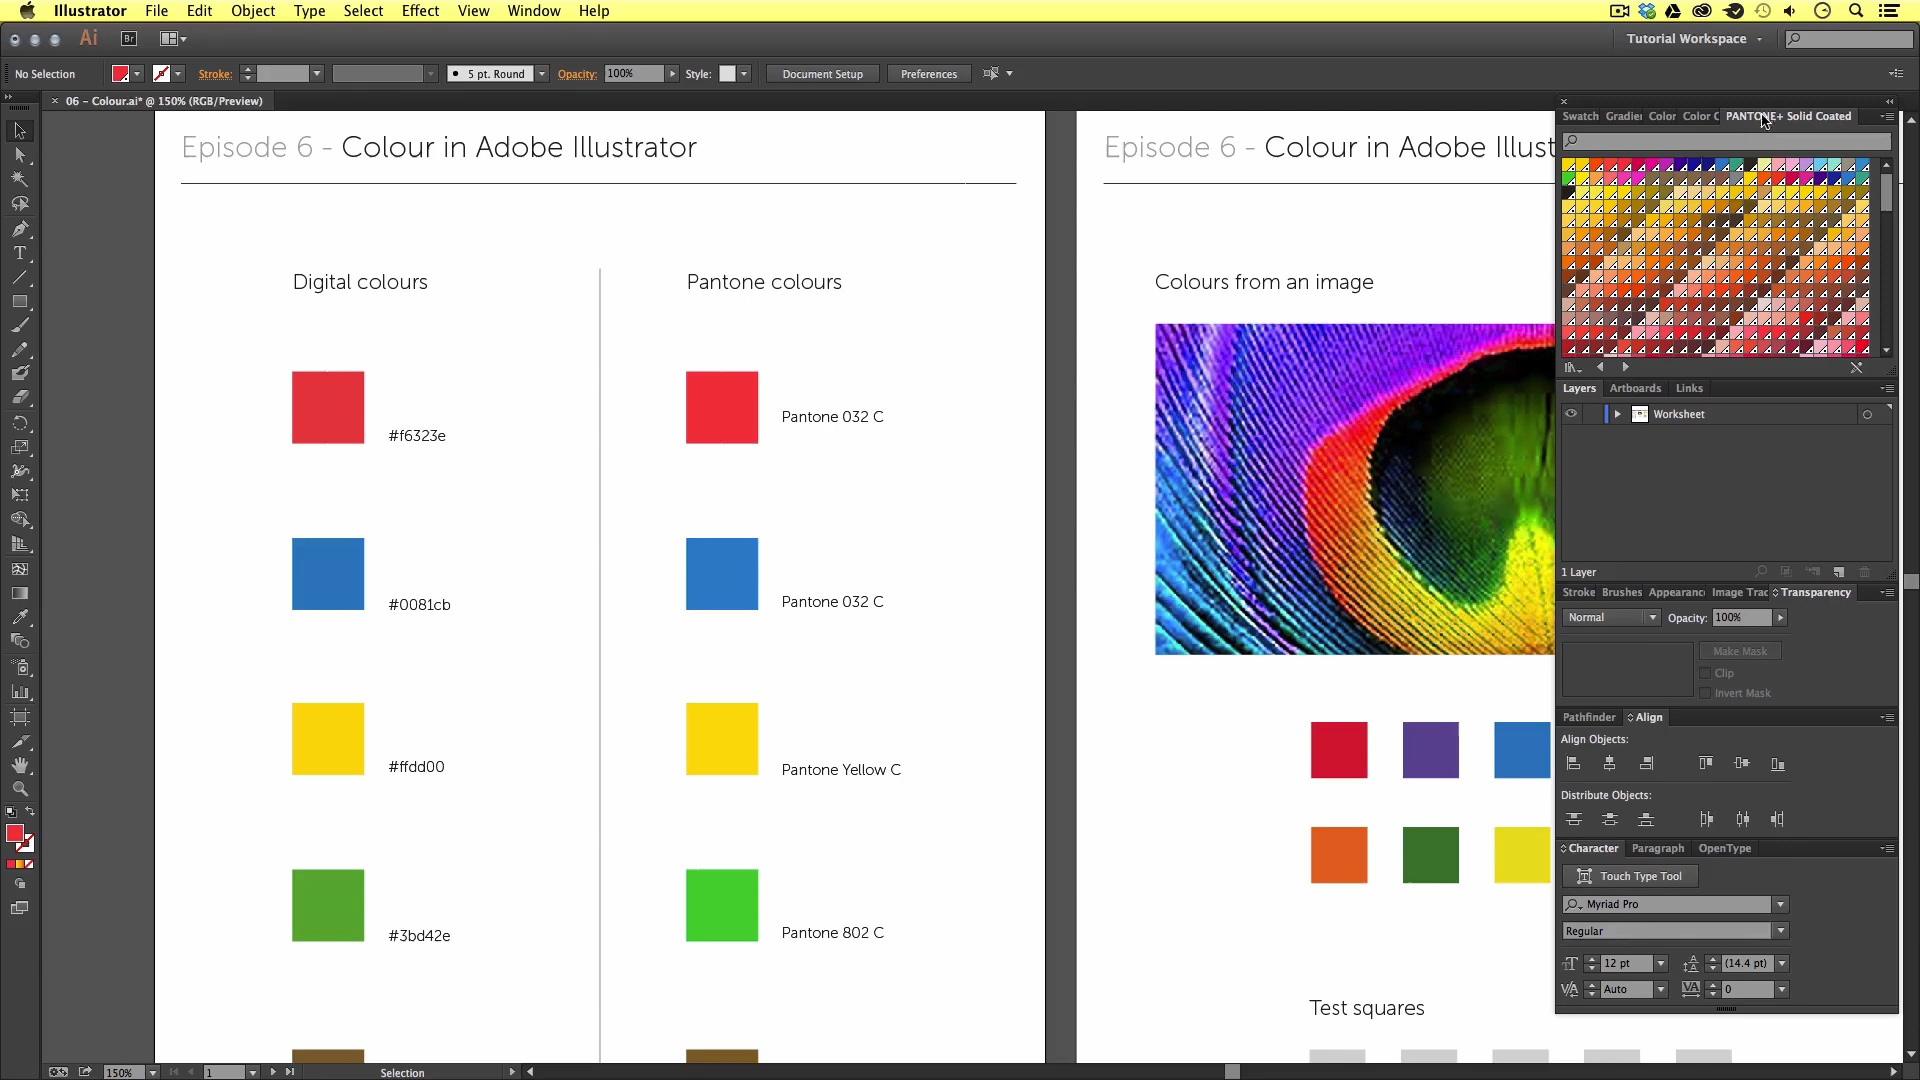 Illustrator File Edit Object Type Select Effect View Window Help
Ai Br Tutorial Workspace
No Selection Stroke: 5 pt. Round Opacity: 100% Style: Document Setup Preferences
06 - Colour.ai* @ 150% (RGB/Preview)
Swatch Gradie Color Color C PANTONE+ Solid Coated
Episode 6 - Colour in Adobe Illustrator
Episode 6 - Colour in Adobe Illust
Digital colours
Pantone colours
Colours from an image
#f6323e
Pantone 032 C
#0081cb
Pantone 032 C
#ffdd00
Pantone Yellow C
#3bd42e
Pantone 802 C
Test squares
Layers Artboards Links
Worksheet
1 Layer
Stroke Brushes Appearanc Image Trac Transparency
Normal Opacity: 100%
Make Mask
Clip
Invert Mask
Pathfinder Align
Align Objects:
Distribute Objects:
Character Paragraph OpenType
Touch Type Tool
Myriad Pro
Regular
12 pt (14.4 pt)
Auto 0
150% 1 Selection